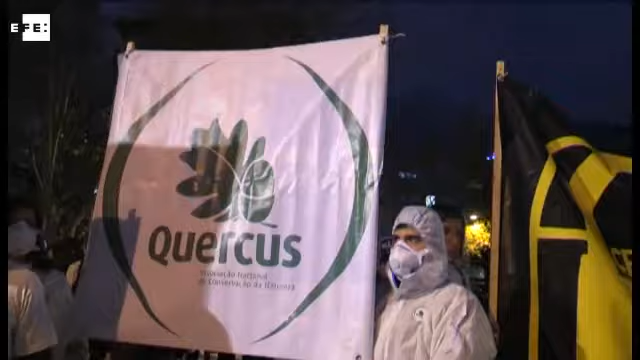 EFE:
Quercus
Associação Nacional
de Conservação da Natureza